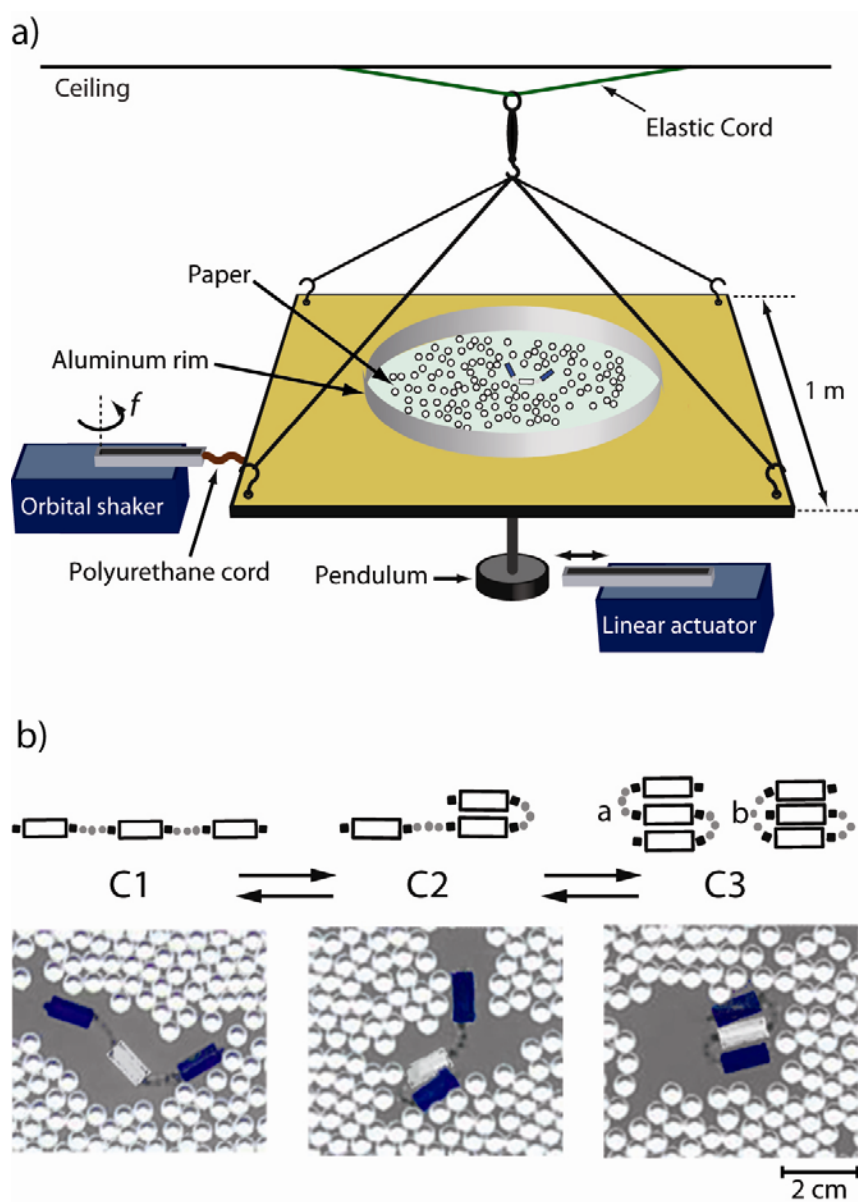 a)
Ceiling
Elastic Cord
Paper
Aluminum rim
1 m
f
Orbital shaker
Polyurethane cord
Pendulum
Linear actuator
b)
a
b
C1
C2
C3
2 cm